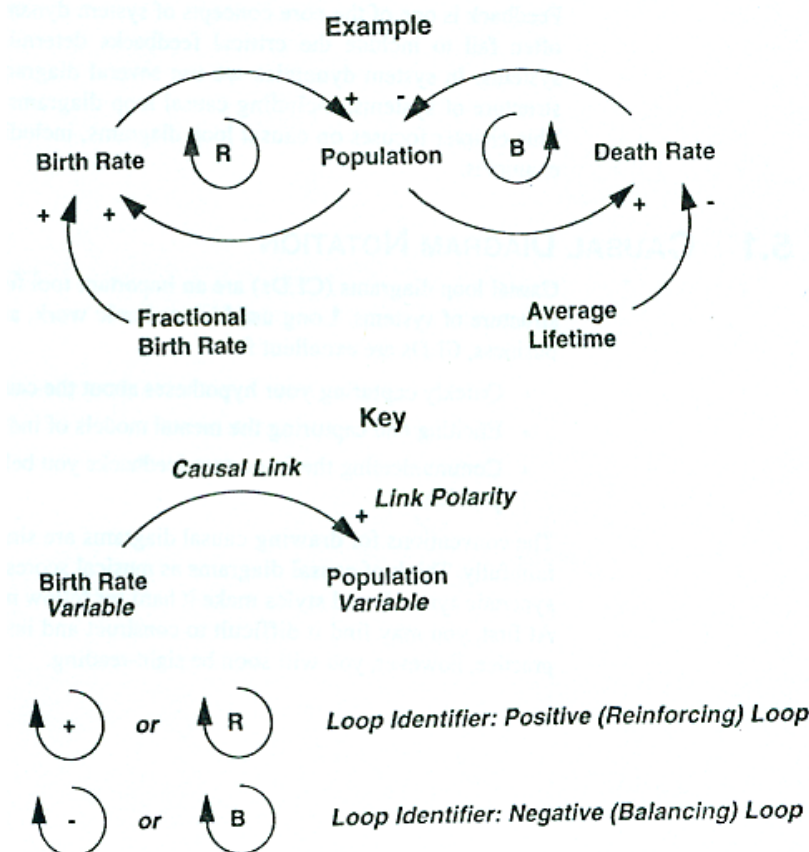 Example
+ -
Birth Rate R Population B Death Rate
+ + + -
Fractional
Birth Rate
Average
Lifetime
Key
Causal Link
Link Polarity
+
Birth Rate
Variable
Population
Variable
+ or R Loop Identifier: Positive (Reinforcing) Loop
- or B Loop Identifier: Negative (Balancing) Loop